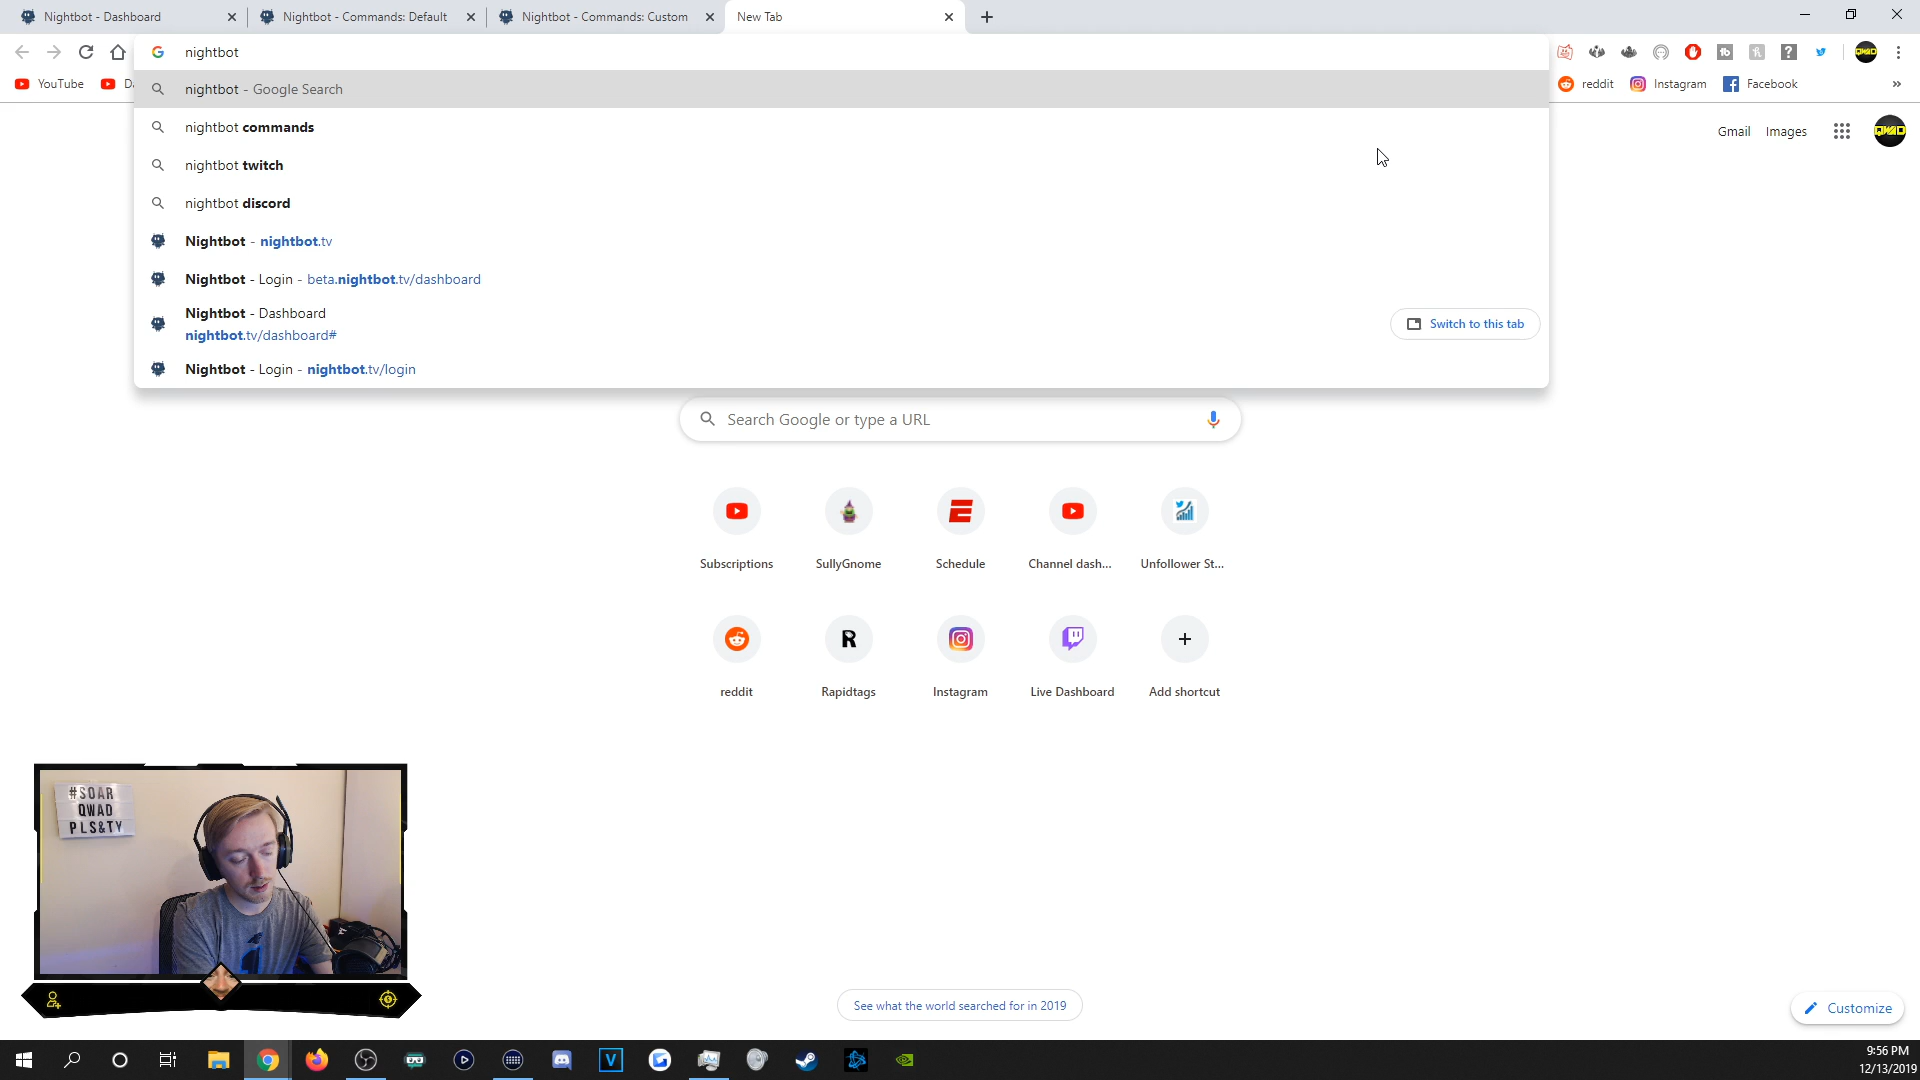 Nightbot - Dashboard
Nightbot - Commands: Default
Nightbot - Commands: Custom
New Tab
nightbot
YouTube
Da
reddit
Instagram
Facebook
nightbot - Google Search
nightbot commands
nightbot twitch
nightbot discord
Nightbot - nightbot.tv
Nightbot - Login - beta.nightbot.tv/dashboard
Nightbot - Dashboard
nightbot.tv/dashboard#
Switch to this tab
Nightbot - Login - nightbot.tv/login
Gmail
Images
QWAD
Search Google or type a URL
Subscriptions
SullyGnome
Schedule
Channel dash...
Unfollower St...
reddit
Rapidtags
Instagram
Live Dashboard
Add shortcut
#SOAR
QWAD
PLS&TY
See what the world searched for in 2019
Customize
9:56 PM
12/13/2019